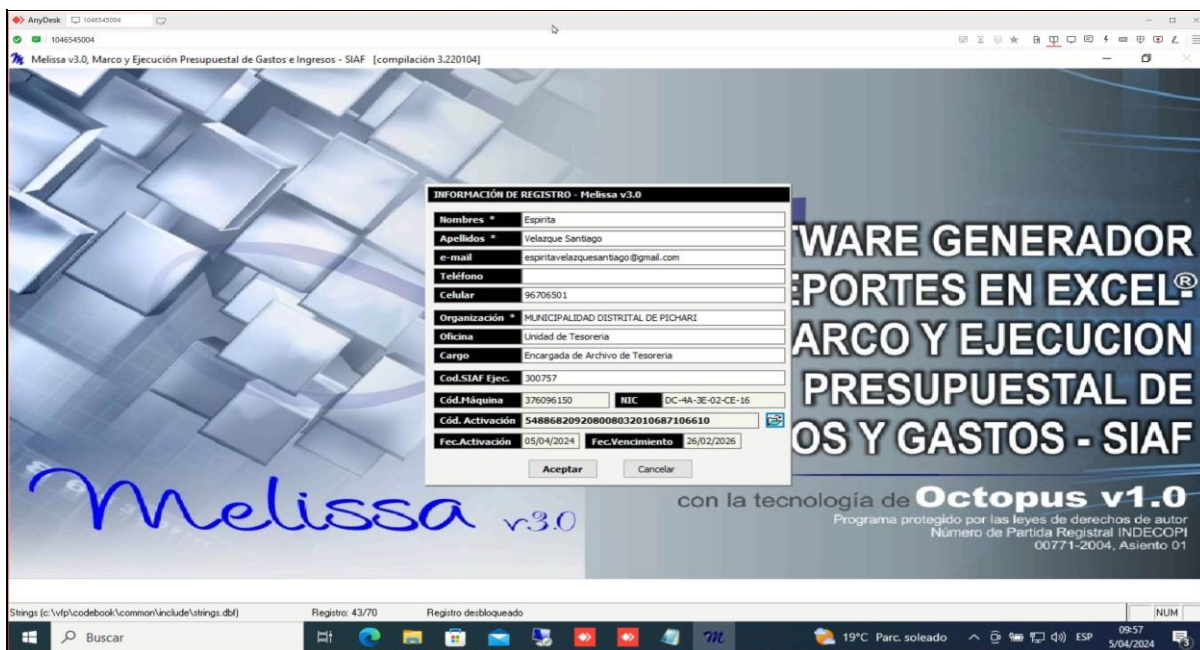 AnyDesk 1046545004
1046545004
Melissa v3.0, Marco y Ejecución Presupuestal de Gastos e Ingresos - SIAF [compilación 3.220104]
INFORMACIÓN DE REGISTRO - Melissa v3.0
Nombres * Espirita
Apellidos * Velazque Santiago
e-mail espiritavelazquesantiago@gmail.com
Teléfono
Celular 96706501
Organización * MUNICIPALIDAD DISTRITAL DE PICHARI
Oficina Unidad de Tesoreria
Cargo Encargada de Archivo de Tesoreria
Cod.SIAF Ejec. 300757
Cód.Máquina 376096150 NIC DC-4A-3E-02-CE-16
Cód. Activación 548868209208008032010687106610
Fec.Activación 05/04/2024 Fec.Vencimiento 26/02/2026
Aceptar Cancelar
WARE GENERADOR
EPORTES EN EXCEL®
ARCO Y EJECUCION
PRESUPUESTAL DE
OS Y GASTOS - SIAF
Melissa v3.0
con la tecnología de Octopus v1.0
Programa protegido por las leyes de derechos de autor
Número de Partida Registral INDECOPI
00771-2004, Asiento 01
Strings (c:\vfp\codebook\common\include\strings.dbf) Registro: 43/70 Registro desbloqueado NUM
Buscar 19°C Parc. soleado ESP 09:57
5/04/2024